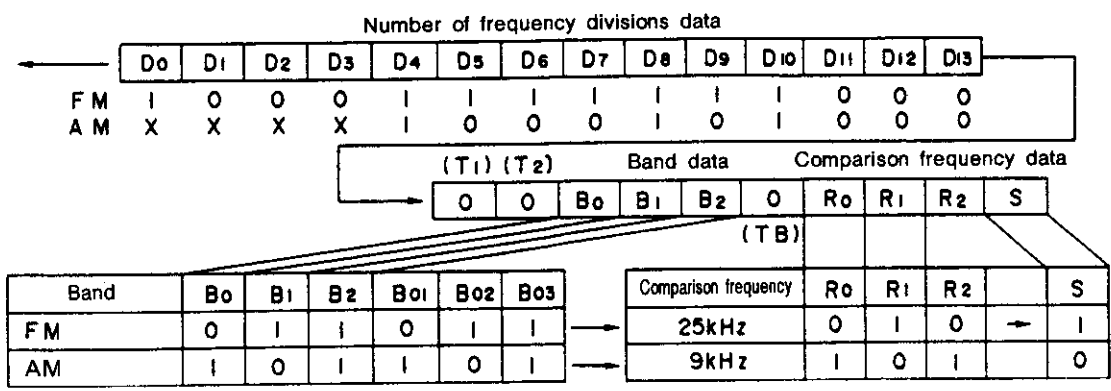 Number of frequency divisions data
D0 D1 D2 D3 D4 D5 D6 D7 D8 D9 D10 D11 D12 D13
FM 1 0 0 0 1 1 1 1 1 1 1 0 0 0
AM X X X X 1 0 0 0 1 0 1 0 0 0
(T1) (T2) Band data Comparison frequency data
0 0 B0 B1 B2 0 R0 R1 R2 S
(TB)
Band B0 B1 B2 B01 B02 B03 Comparison frequency R0 R1 R2 S
FM 0 1 1 0 1 1 25kHz 0 1 0 1
AM 1 0 1 1 0 1 9kHz 1 0 1 0